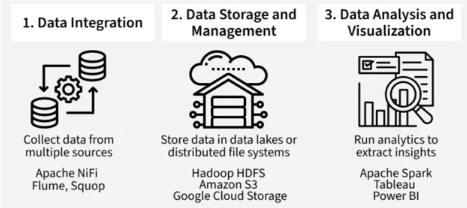 1. Data Integration
Collect data from
multiple sources
Apache NiFi
Flume, Squop
2. Data Storage and
Management
Store data in data lakes or
distributed file systems
Hadoop HDFS
Amazon S3
Google Cloud Storage
3. Data Analysis and
Visualization
Run analytics to
extract insights
Apache Spark
Tableau
Power BI